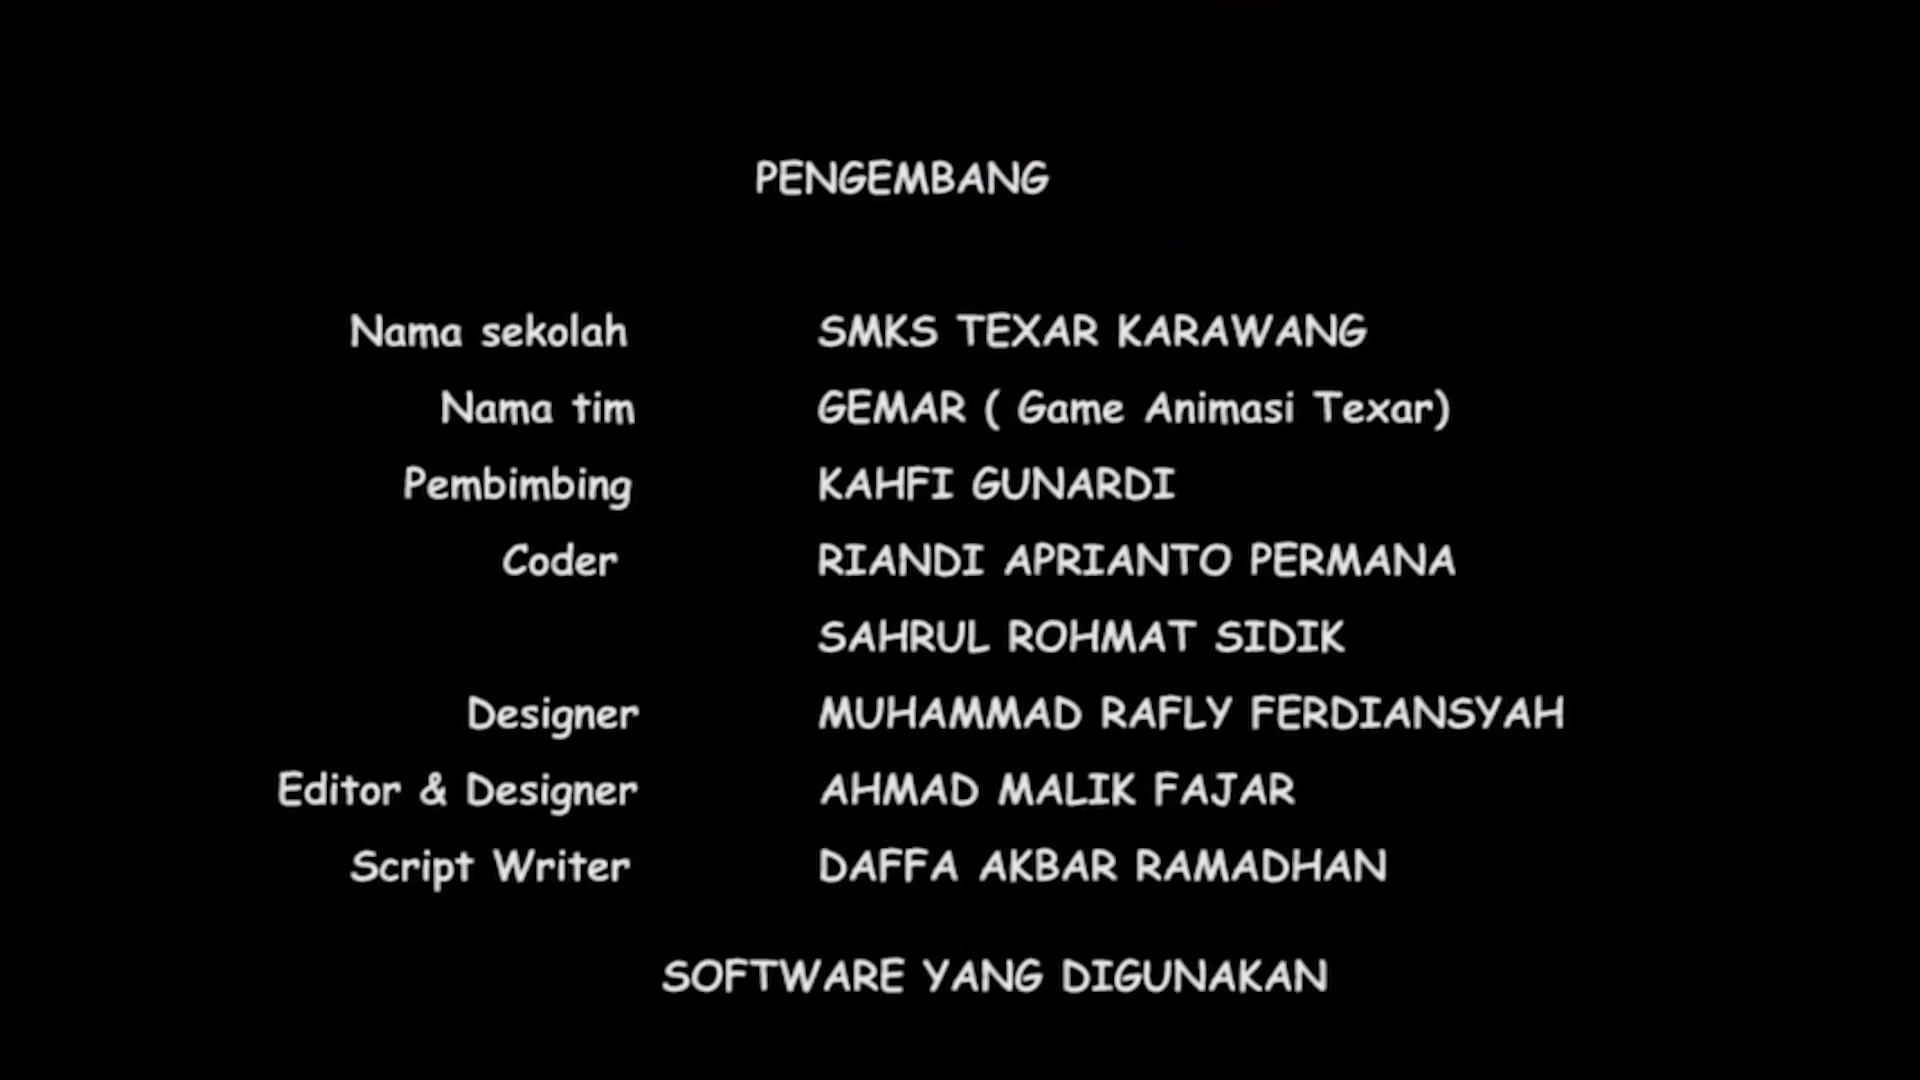 PENGEMBANG
Nama sekolah SMKS TEXAR KARAWANG
Nama tim GEMAR ( Game Animasi Texar)
Pembimbing KAHFI GUNARDI
Coder RIANDI APRIANTO PERMANA
SAHRUL ROHMAT SIDIK
Designer MUHAMMAD RAFLY FERDIANSYAH
Editor & Designer AHMAD MALIK FAJAR
Script Writer DAFFA AKBAR RAMADHAN
SOFTWARE YANG DIGUNAKAN